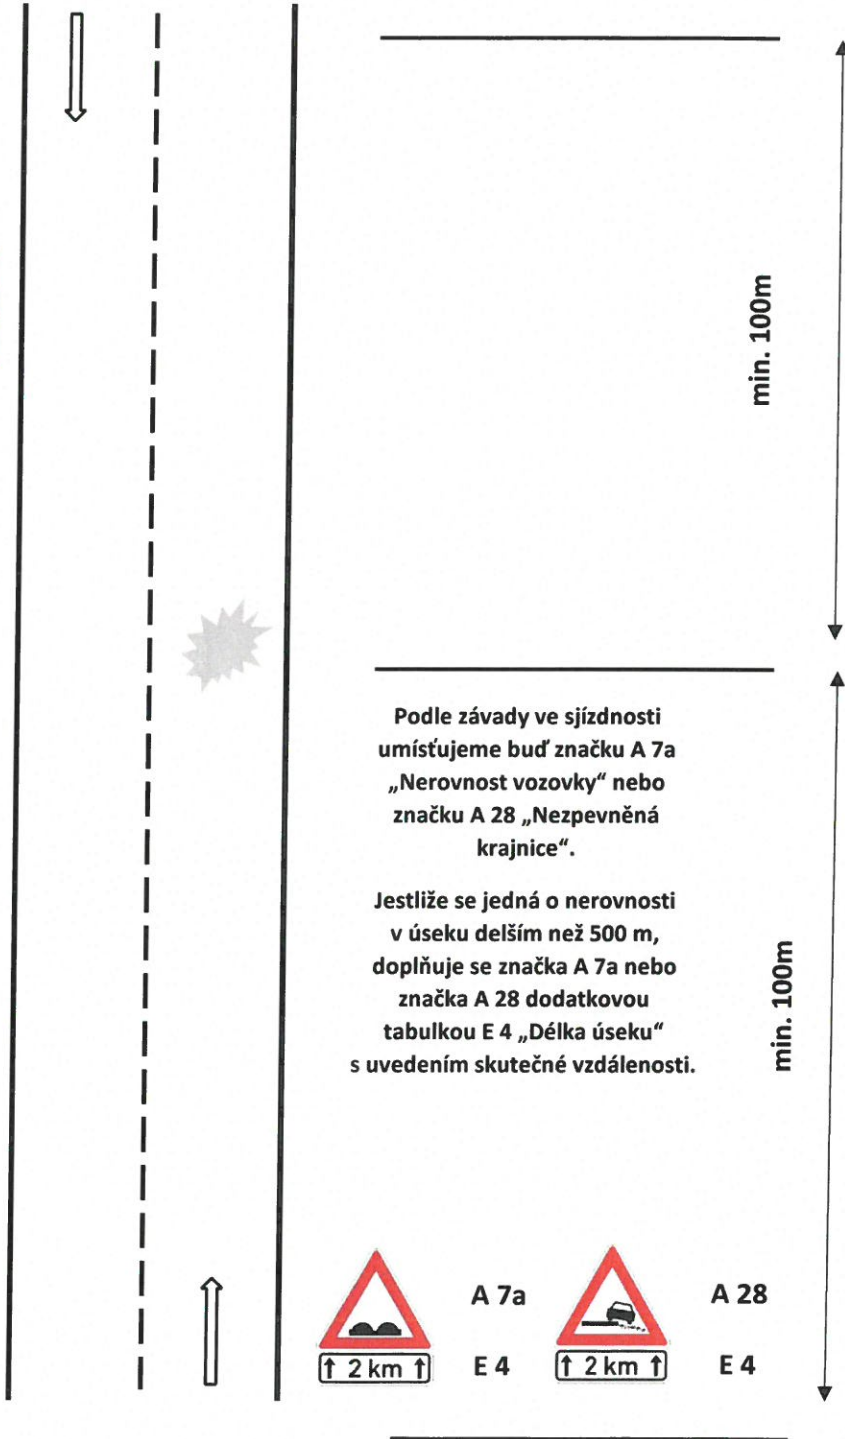 min. 100m
Podle závady ve sjízdnosti
umísťujeme buď značku A 7a
„Nerovnost vozovky“ nebo
značku A 28 „Nezpevněná
krajnice“.
Jestliže se jedná o nerovnosti
v úseku delším než 500 m,
doplňuje se značka A 7a nebo
značka A 28 dodatkovou
tabulkou E 4 „Délka úseku“
s uvedením skutečné vzdálenosti.
min. 100m
A 7a
A 28
↑ 2 km ↑
E 4
↑ 2 km ↑
E 4